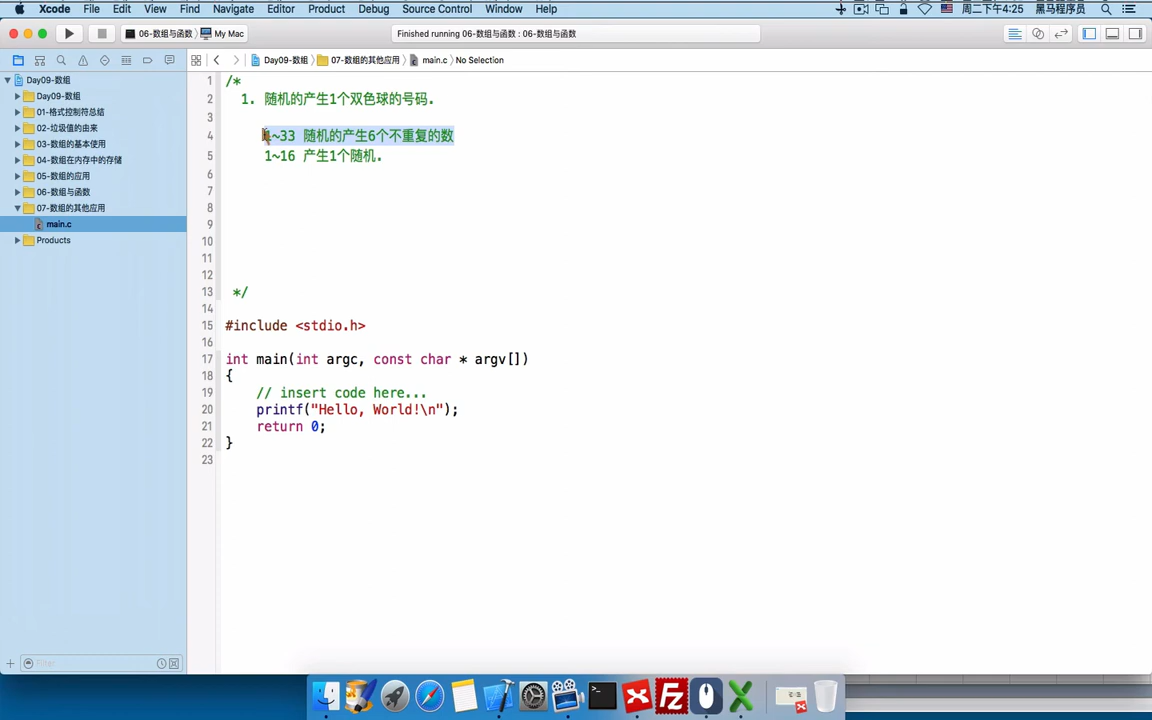 Xcode File Edit View Find Navigate Editor Product Debug Source Control Window Help 周二下午4:25 黑马程序员
06-数组与函数 My Mac Finished running 06-数组与函数 : 06-数组与函数
Day09-数组 07-数组的其他应用 main.c No Selection
Day09-数组
Day09-数组
01-格式控制符总结
02-垃圾值的由来
03-数组的基本使用
04-数组在内存中的存储
05-数组的应用
06-数组与函数
07-数组的其他应用
main.c
Products
1 /*
2 1. 随机的产生1个双色球的号码.
3
4 1~33 随机的产生6个不重复的数
5 1~16 产生1个随机.
6
7
8
9
10
11
12
13 */
14
15 #include <stdio.h>
16
17 int main(int argc, const char * argv[])
18 {
19 // insert code here...
20 printf("Hello, World!\n");
21 return 0;
22 }
23
Filter